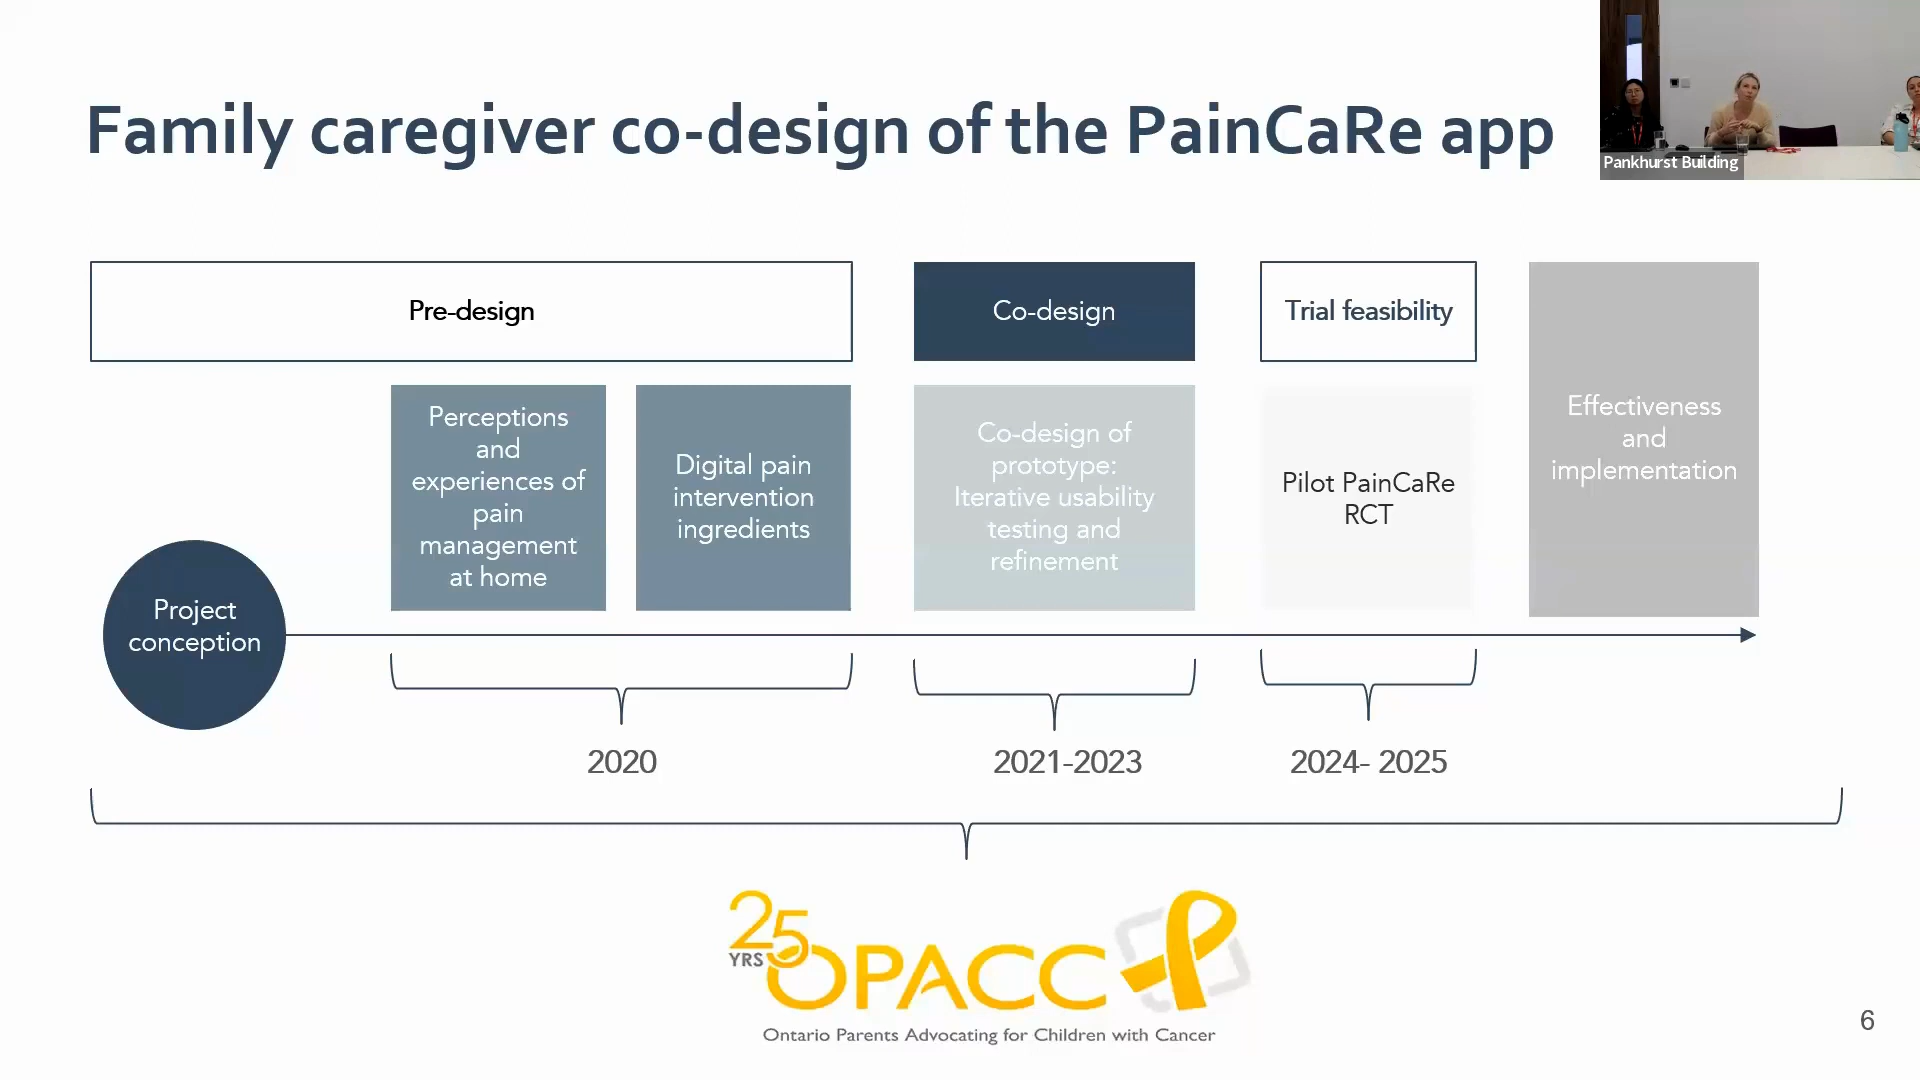 Family caregiver co-design of the PainCaRe app
Pankhurst Building
Pre-design
Co-design
Trial feasibility
Effectiveness
and
implementation
Perceptions
and
experiences of
pain
management
at home
Digital pain
intervention
ingredients
Co-design of
prototype:
Iterative usability
testing and
refinement
Pilot PainCaRe
RCT
Project
conception
2020
2021-2023
2024- 2025
25
YRS
OPACC
Ontario Parents Advocating for Children with Cancer
6